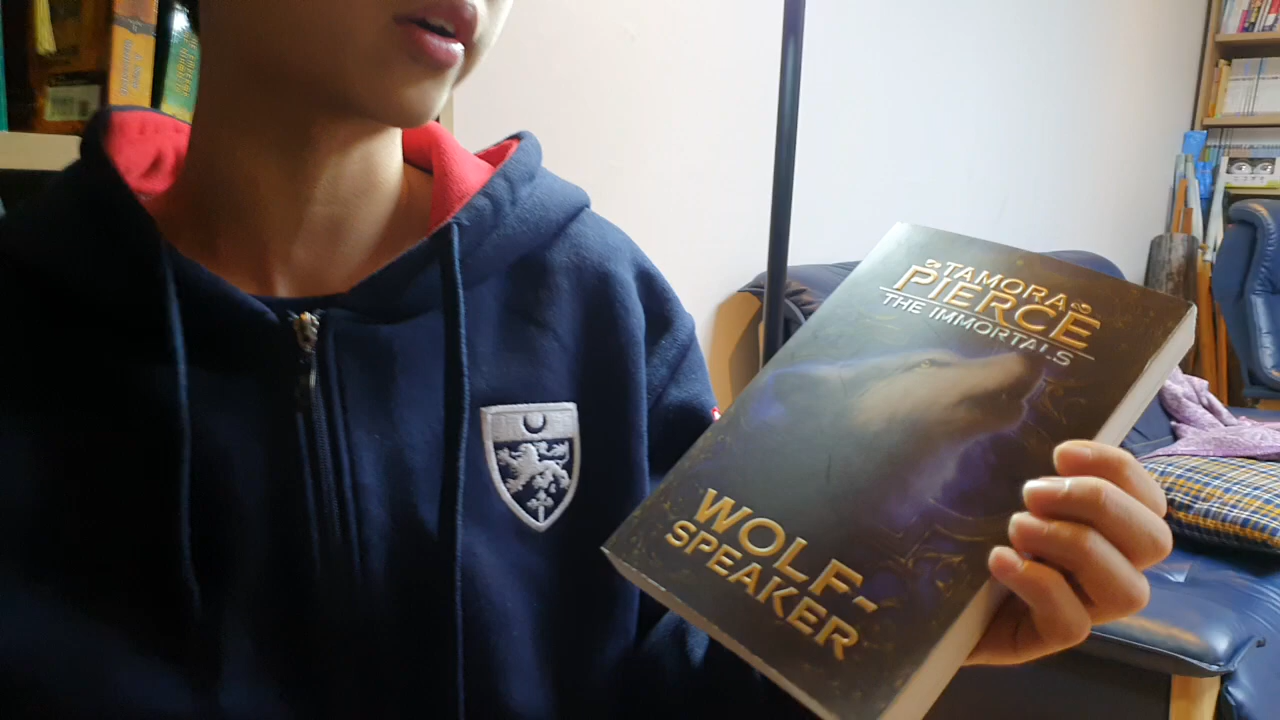 TAMORA
PIERCE
THE IMMORTALS
WOLF-
SPEAKER